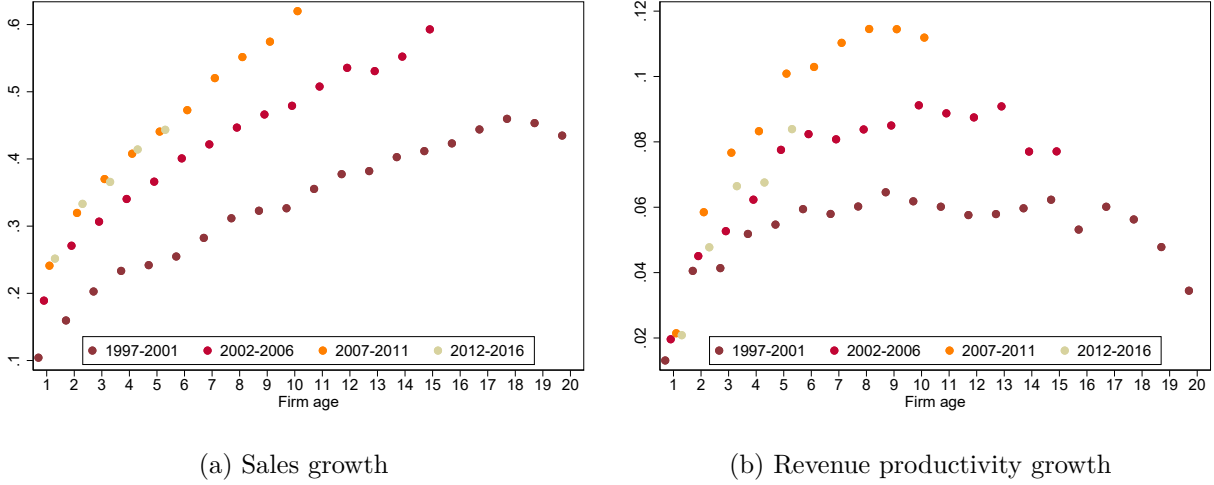 .6
.5
.4
.3
.2
.1
1997-2001 2002-2006 2007-2011 2012-2016
1 2 3 4 5 6 7 8 9 10 11 12 13 14 15 16 17 18 19 20
Firm age
(a) Sales growth
.12
.1
.08
.06
.04
.02
1997-2001 2002-2006 2007-2011 2012-2016
1 2 3 4 5 6 7 8 9 10 11 12 13 14 15 16 17 18 19 20
Firm age
(b) Revenue productivity growth